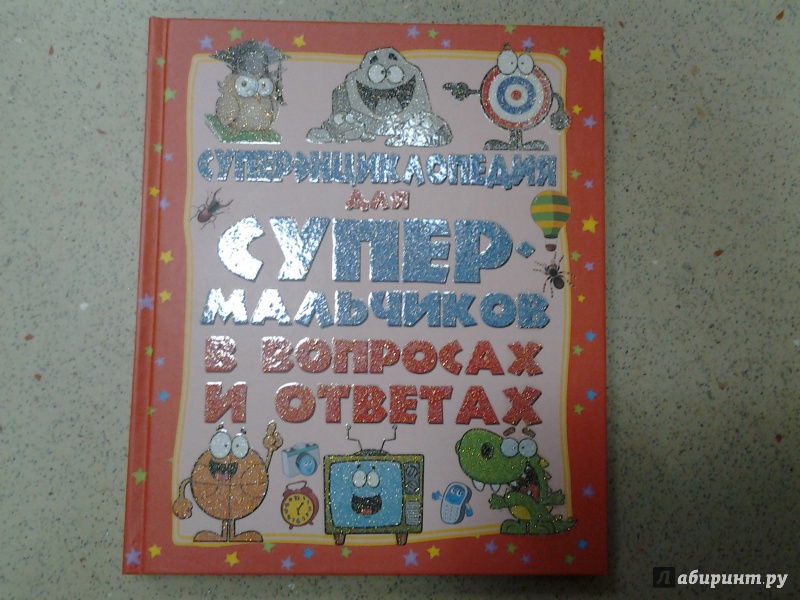 СУПЕРЭНЦИКЛОПЕДИЯ
ДЛЯ
СУПЕР-
МАЛЬЧИКОВ
В ВОПРОСАХ
И ОТВЕТАХ
Лабиринт.ру